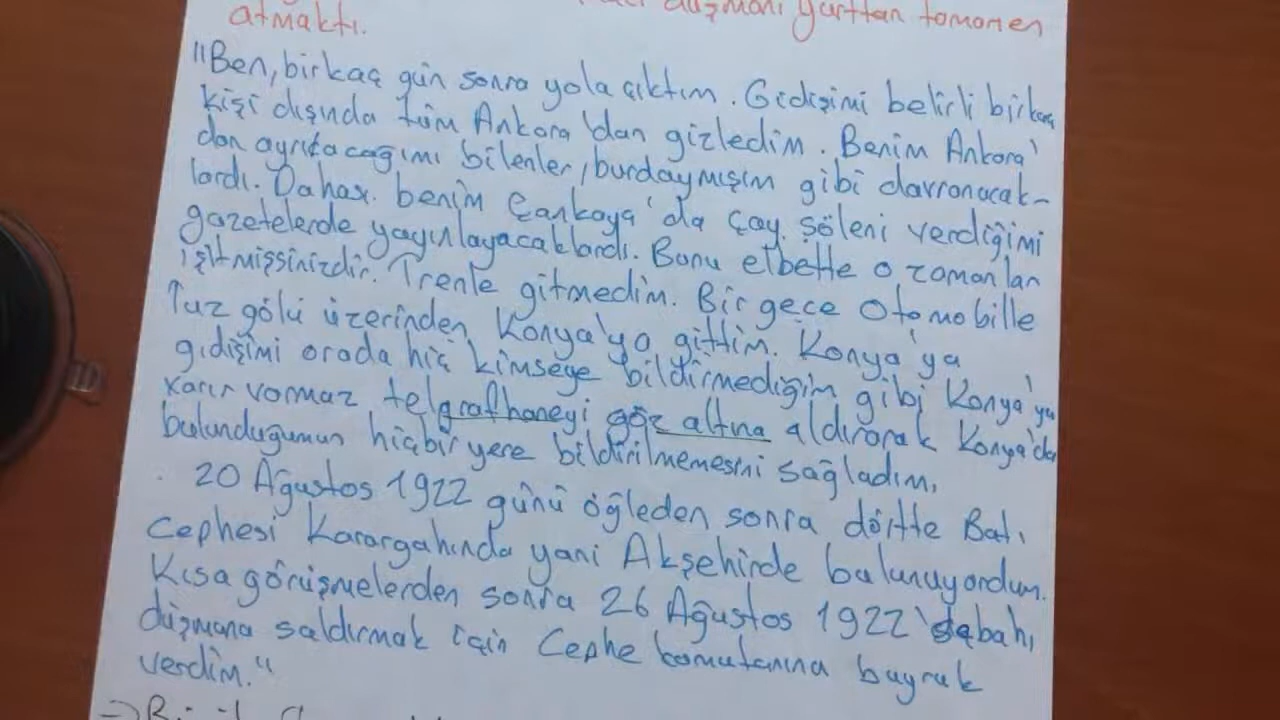 düşmanı yurttan tamamen
atmaktı.
"Ben, birkaç gün sonra yola çıktım. Gidişimi belirli birkaç
kişi dışında tüm Ankara'dan gizledim. Benim Ankara'
dan ayrılacağımı bilenler, burdaymışım gibi davranacak-
lardı. Dahası benim Çankaya'da çay şöleni verdiğimi
gazetelerde yayınlayacaklardı. Bunu elbette o zamanlar
işitmişsinizdir. Trenle gitmedim. Bir gece otomobille
Tuz gölü üzerinden Konya'ya gittim. Konya'ya
gidişimi orada hiç kimseye bildirmediğim gibi Konya'ya
varır varmaz telgrafhaneyi göz altına aldırarak Konya'da
bulunduğumun hiçbir yere bildirilmemesini sağladım.
20 Ağustos 1922 günü öğleden sonra dörtte Batı
Cephesi Karargahında yani Akşehirde bulunuyordum.
Kısa görüşmelerden sonra 26 Ağustos 1922 sabahı
düşmana saldırmak için Cephe komutanına buyruk
verdim."